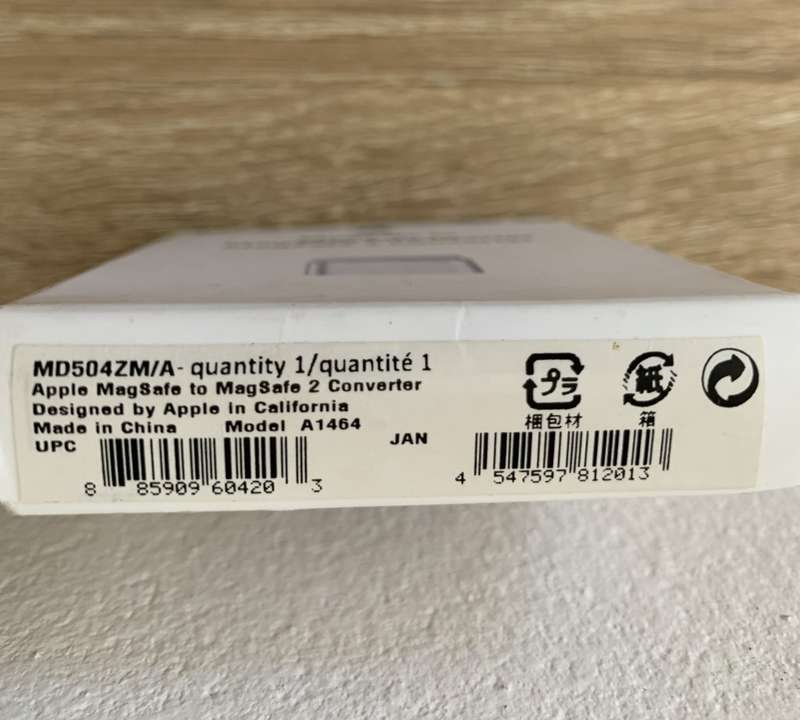 MD504ZM/A- quantity 1/quantité 1
Apple MagSafe to MagSafe 2 Converter
Designed by Apple in California
Made in China Model A1464
UPC
8 85909 60420 3
JAN
4 547597 812013
プラ
梱包材
紙
箱